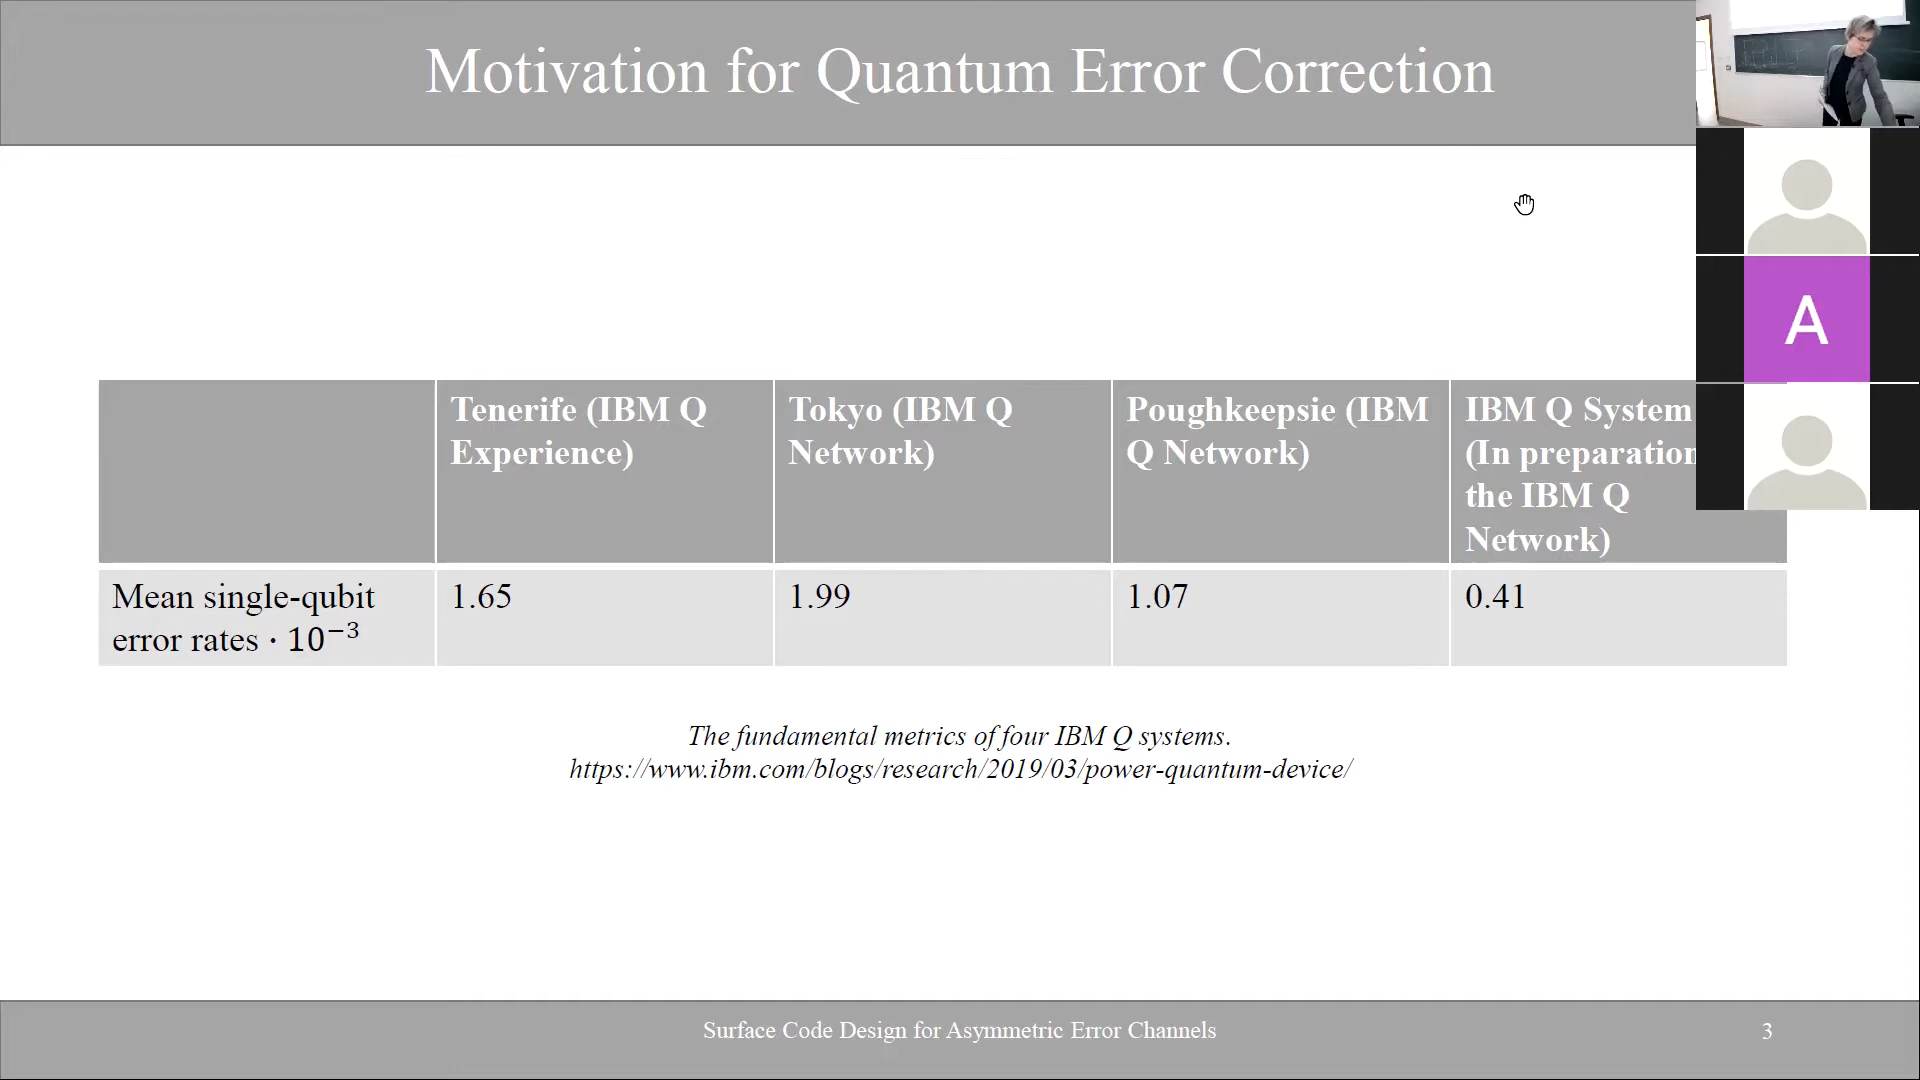 Motivation for Quantum Error Correction
A
Tenerife (IBM Q
Experience)
Tokyo (IBM Q
Network)
Poughkeepsie (IBM
Q Network)
IBM Q System
(In preparation
the IBM Q
Network)
Mean single-qubit
error rates · 10⁻³
1.65
1.99
1.07
0.41
The fundamental metrics of four IBM Q systems.
https://www.ibm.com/blogs/research/2019/03/power-quantum-device/
Surface Code Design for Asymmetric Error Channels
3